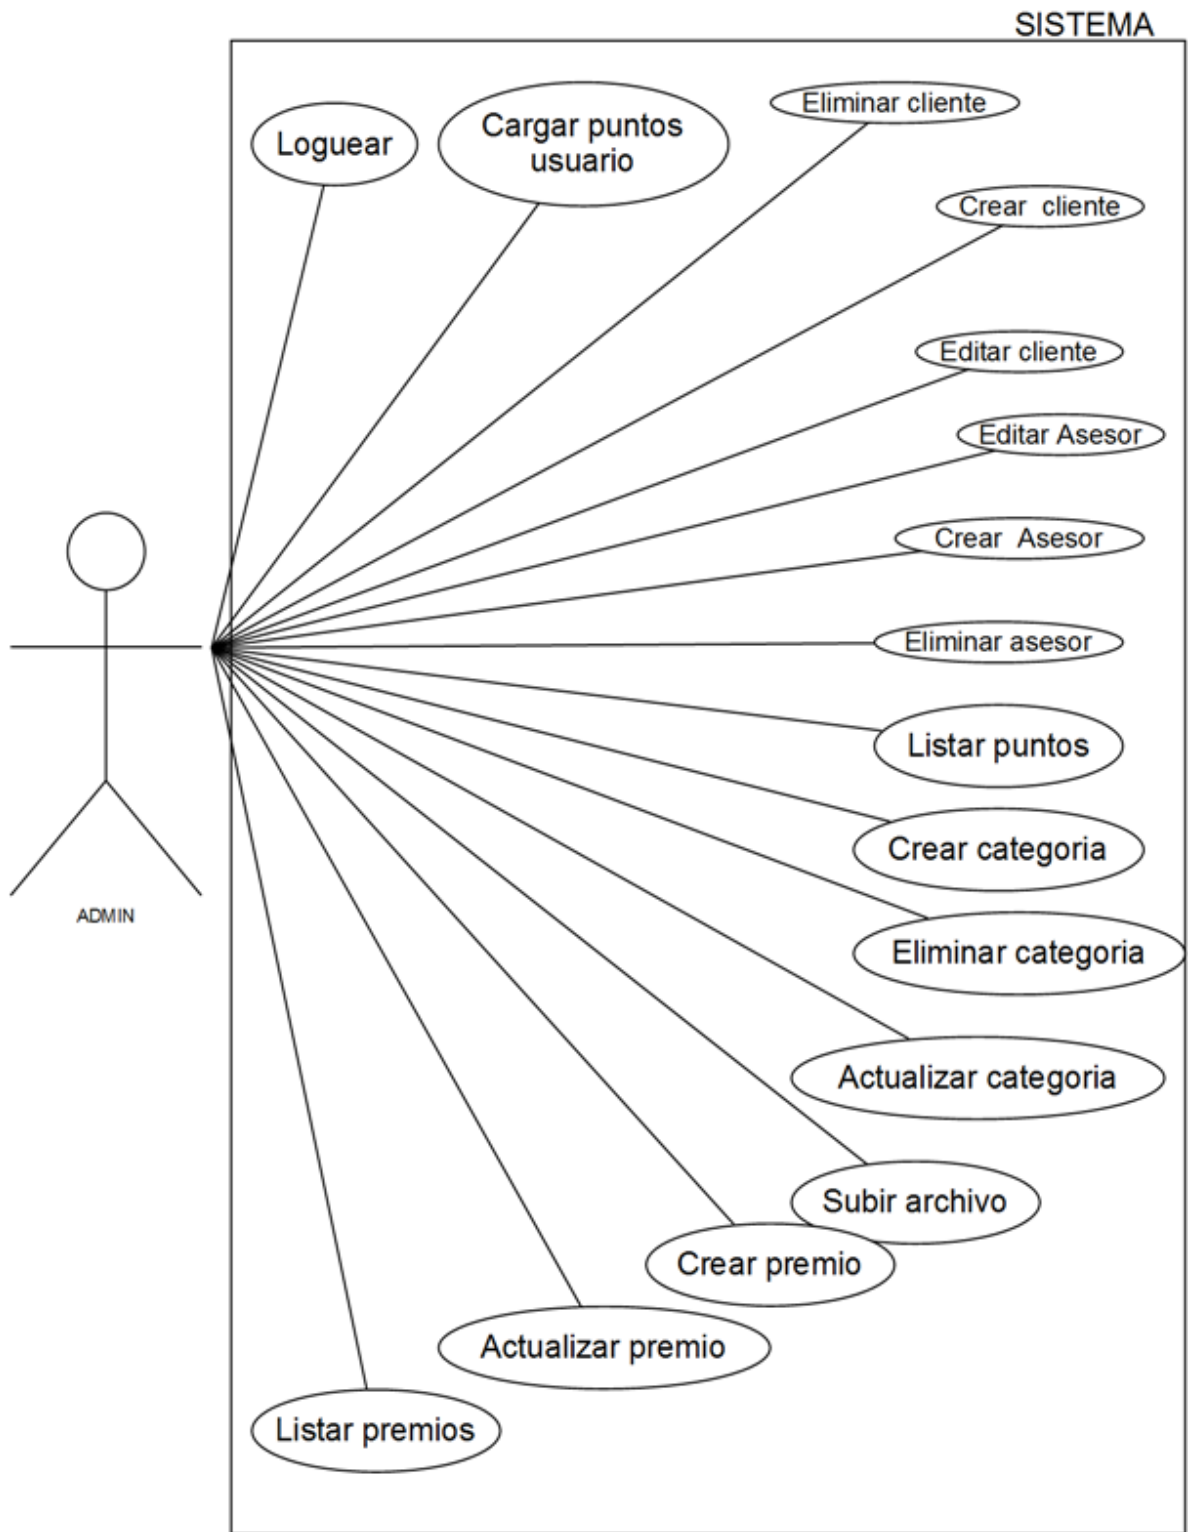 SISTEMA
Loguear
Cargar puntos
usuario
Eliminar cliente
Crear cliente
Editar cliente
Editar Asesor
Crear Asesor
Eliminar asesor
Listar puntos
Crear categoria
Eliminar categoria
ADMIN
Actualizar categoria
Subir archivo
Crear premio
Actualizar premio
Listar premios